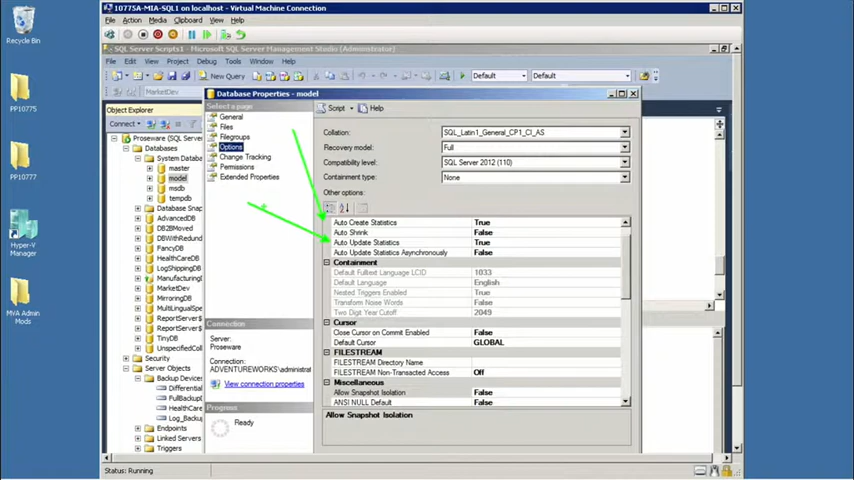 10775A-MIA-SQL1 on localhost - Virtual Machine Connection
File Action Media Clipboard View Help
SQL Server Scripts1 - Microsoft SQL Server Management Studio (Administrator)
File Edit View Project Debug Tools Window Help
New Query
Default
Default
MarketDev
Recycle Bin
PP10775
PP10777
Hyper-V
Manager
MVA Admin
Mods
Object Explorer
Connect
Proseware (SQL Server
Databases
System Databa
master
model
msdb
tempdb
Database Snap
AdventureWorks
AdvancedDB
DB2BMoved
DBWithRedund
FancyDB
HealthCareDB
LogShippingDB
Manufacturing
MarketDev
MirroringDB
MultiLingualSpe
ReportServer$
ReportServer$
TinyDB
UnspecifiedColl
Security
Server Objects
Backup Devices
Differential
FullBackup
HealthCare
Log_Backup
Endpoints
Linked Servers
Triggers
Database Properties - model
Select a page
General
Files
Filegroups
Options
Change Tracking
Permissions
Extended Properties
Connection
Server:
Proseware
Connection:
ADVENTUREWORKS\administrat
View connection properties
Progress
Ready
Script
Help
Collation: SQL_Latin1_General_CP1_CI_AS
Recovery model: Full
Compatibility level: SQL Server 2012 (110)
Containment type: None
Other options:
Auto Create Statistics True
Auto Shrink False
Auto Update Statistics True
Auto Update Statistics Asynchronously False
Containment
Default Fulltext Language LCID 1033
Default Language English
Nested Triggers Enabled True
Transform Noise Words False
Two Digit Year Cutoff 2049
Cursor
Close Cursor on Commit Enabled False
Default Cursor GLOBAL
FILESTREAM
FILESTREAM Directory Name
FILESTREAM Non-Transacted Access Off
Miscellaneous
Allow Snapshot Isolation False
ANSI NULL Default False
Allow Snapshot Isolation
Status: Running